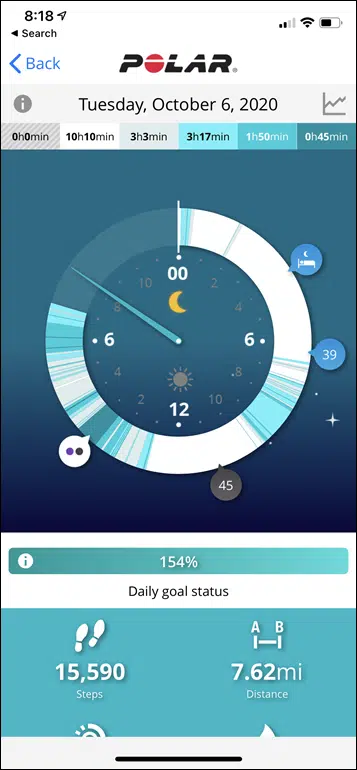 8:18
Search
Back
POLAR
Tuesday, October 6, 2020
0h0min 10h10min 3h3min 3h17min 1h50min 0h45min
00
10 2
8 4
6 6
4 8
2 10
12
39
45
154%
Daily goal status
A B
15,590 7.62mi
Steps Distance